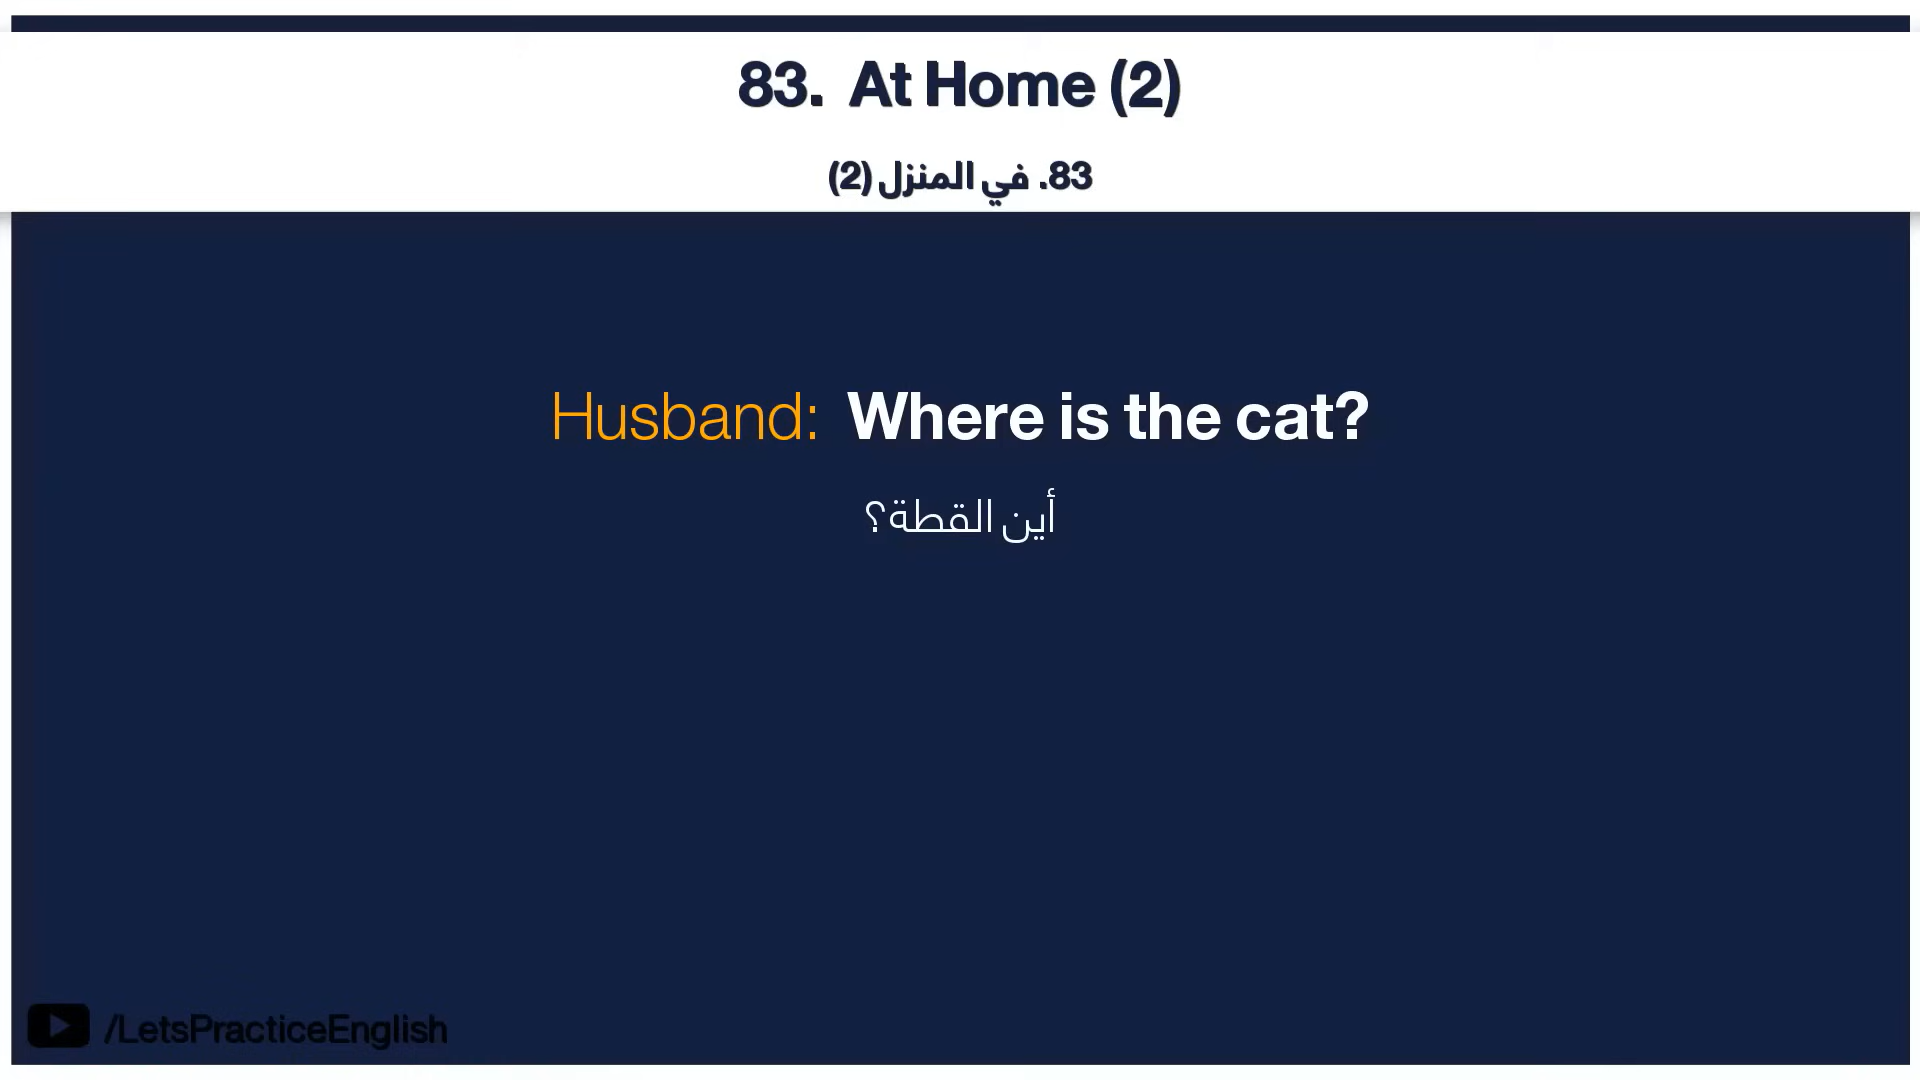 83. At Home (2)
83. في المنزل (2)
Husband: Where is the cat?
أين القطة؟
/LetsPracticeEnglish